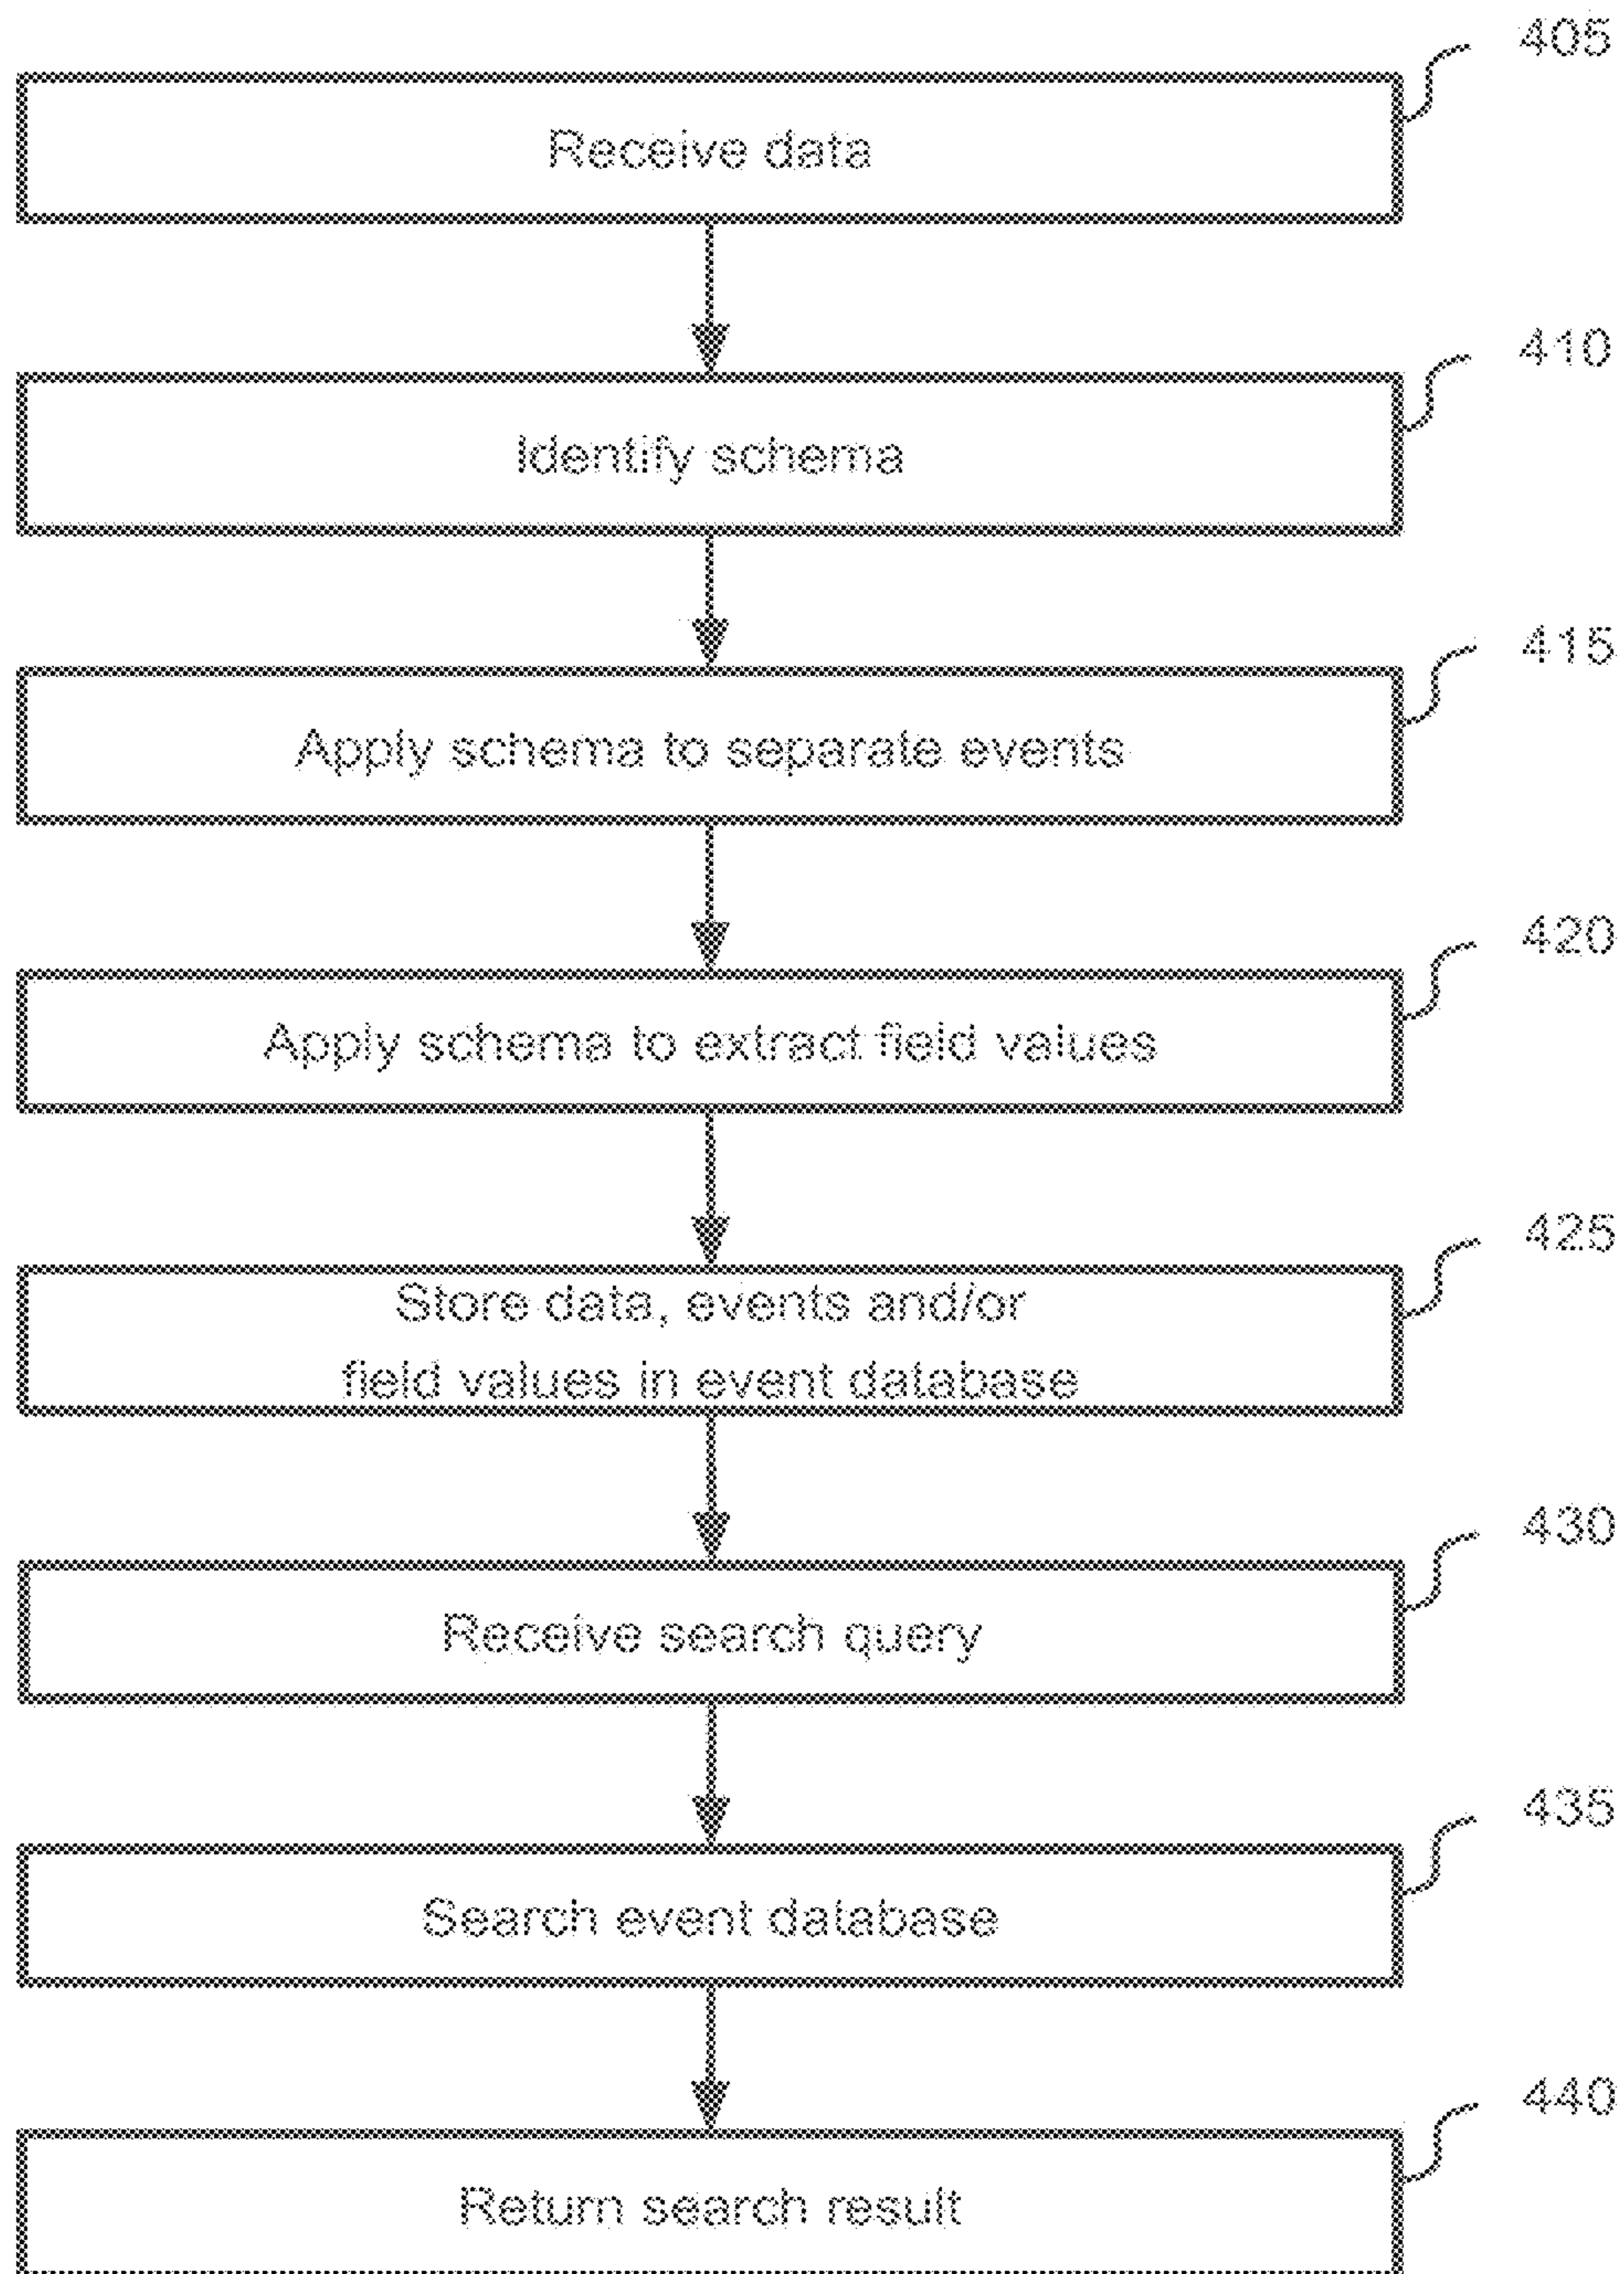 405
Receive data
410
Identify schema
415
Apply schema to separate events
420
Apply schema to extract field values
425
Store data, events and/or
field values in event database
430
Receive search query
435
Search event database
440
Return search result